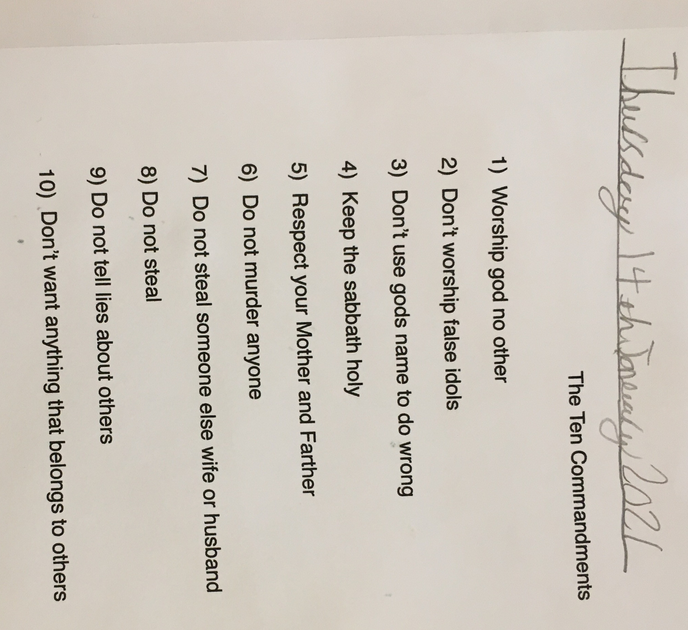 Thursday 14th January 2021
The Ten Commandments
1) Worship god no other
2) Don't worship false idols
3) Don't use gods name to do wrong
4) Keep the sabbath holy
5) Respect your Mother and Farther
6) Do not murder anyone
7) Do not steal someone else wife or husband
8) Do not steal
9) Do not tell lies about others
10) Don't want anything that belongs to others